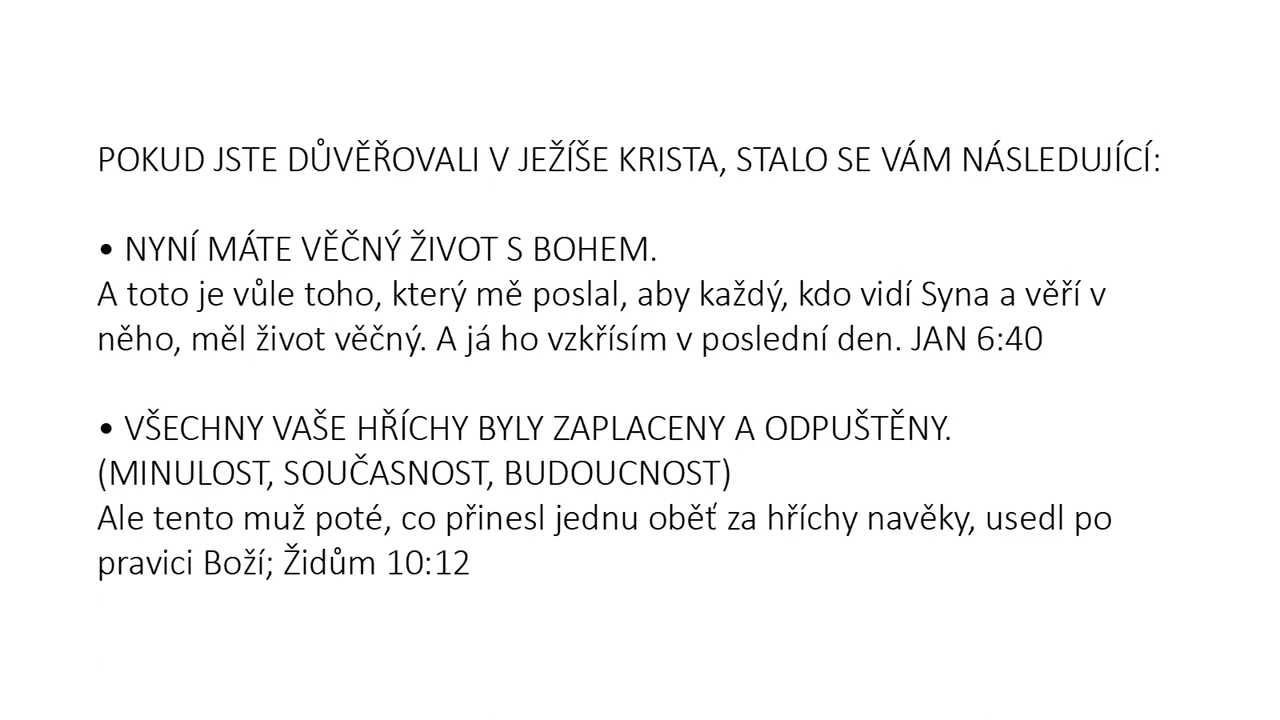 POKUD JSTE DŮVĚŘOVALI V JEŽÍŠE KRISTA, STALO SE VÁM NÁSLEDUJÍCÍ:
• NYNÍ MÁTE VĚČNÝ ŽIVOT S BOHEM.
A toto je vůle toho, který mě poslal, aby každý, kdo vidí Syna a věří v
něho, měl život věčný. A já ho vzkřísím v poslední den. JAN 6:40
• VŠECHNY VAŠE HŘÍCHY BYLY ZAPLACENY A ODPUŠTĚNY.
(MINULOST, SOUČASNOST, BUDOUCNOST)
Ale tento muž poté, co přinesl jednu oběť za hříchy navěky, usedl po
pravici Boží; Židům 10:12